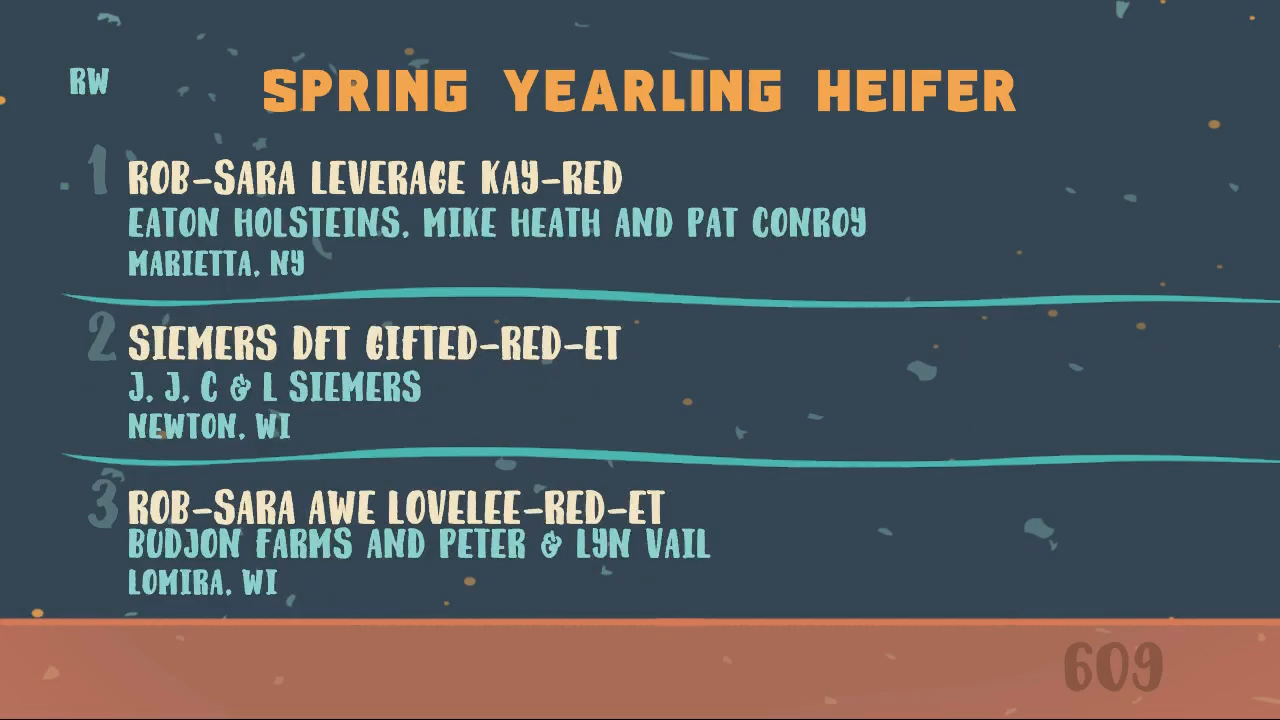 RW
SPRING YEARLING HEIFER
1 ROB-SARA LEVERAGE KAY-RED
EATON HOLSTEINS, MIKE HEATH AND PAT CONROY
MARIETTA, NY
2 SIEMERS DFT GIFTED-RED-ET
J, J, C & L SIEMERS
NEWTON, WI
3 ROB-SARA AWE LOVELEE-RED-ET
BUDJON FARMS AND PETER & LYN VAIL
LOMIRA, WI
609